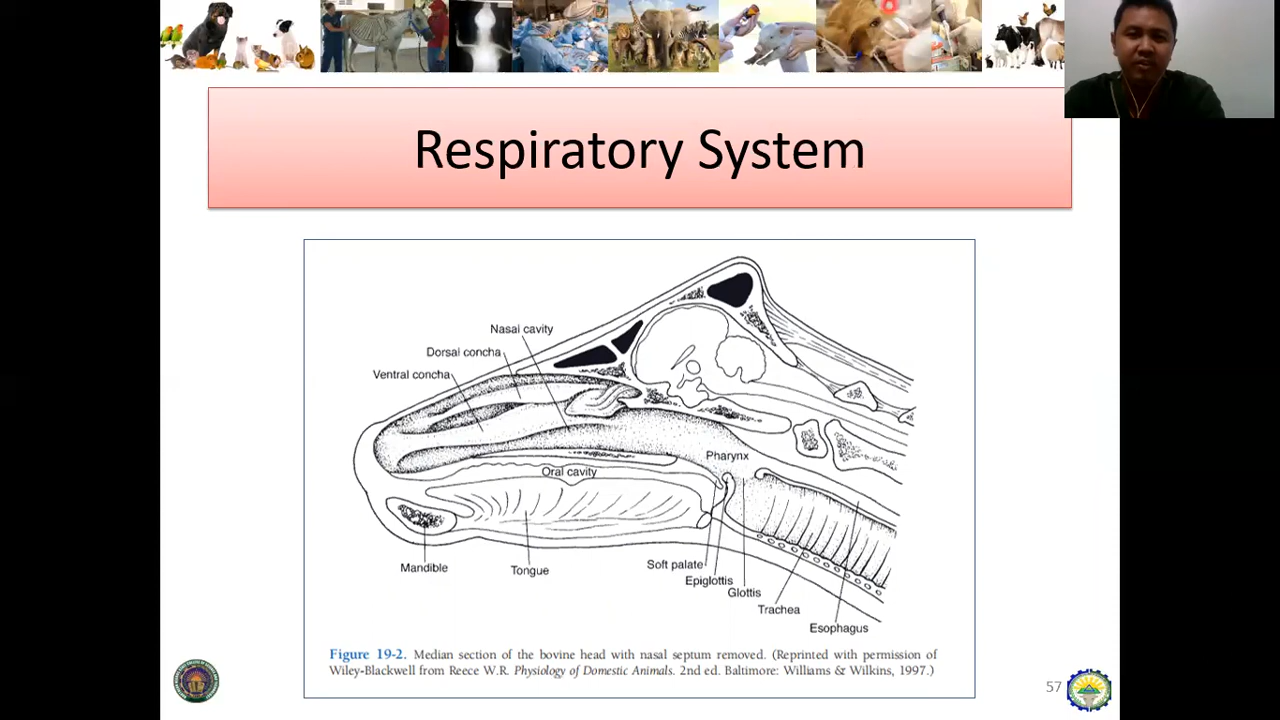 Respiratory System
Nasal cavity
Dorsal concha
Ventral concha
Pharynx
Oral cavity
Soft palate
Mandible
Tongue
Epiglottis
Glottis
Trachea
Esophagus
Figure 19-2. Median section of the bovine head with nasal septum removed. (Reprinted with permission of
Wiley-Blackwell from Reece W.R. Physiology of Domestic Animals. 2nd ed. Baltimore: Williams & Wilkins, 1997.)
57